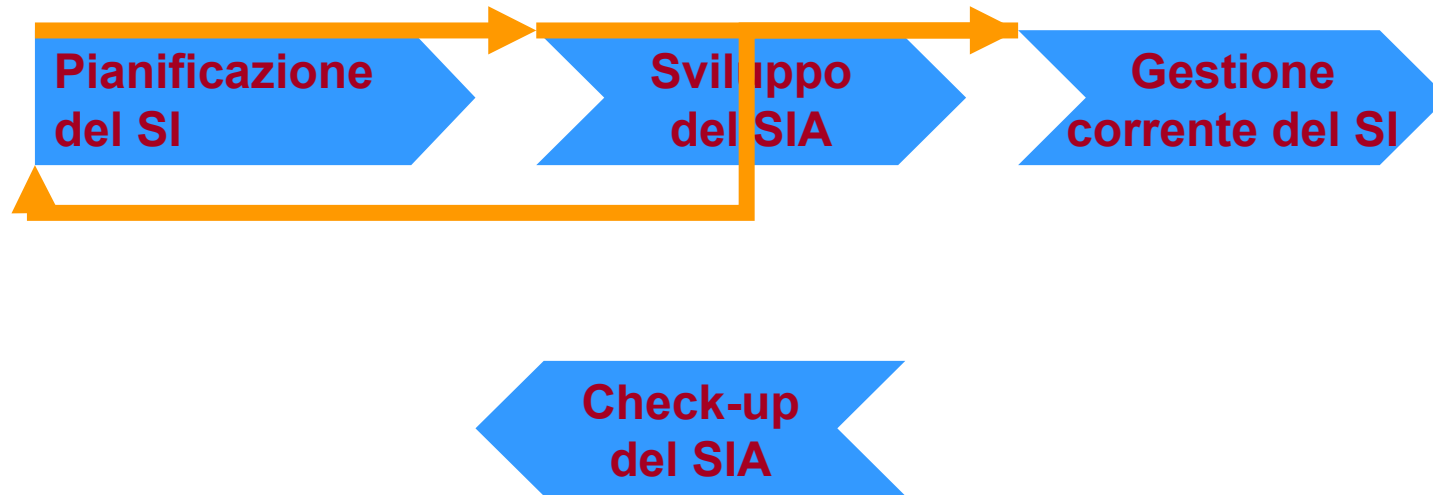 Pianificazione
del SI
Sviluppo
del SIA
Gestione
corrente del SI
Check-up
del SIA